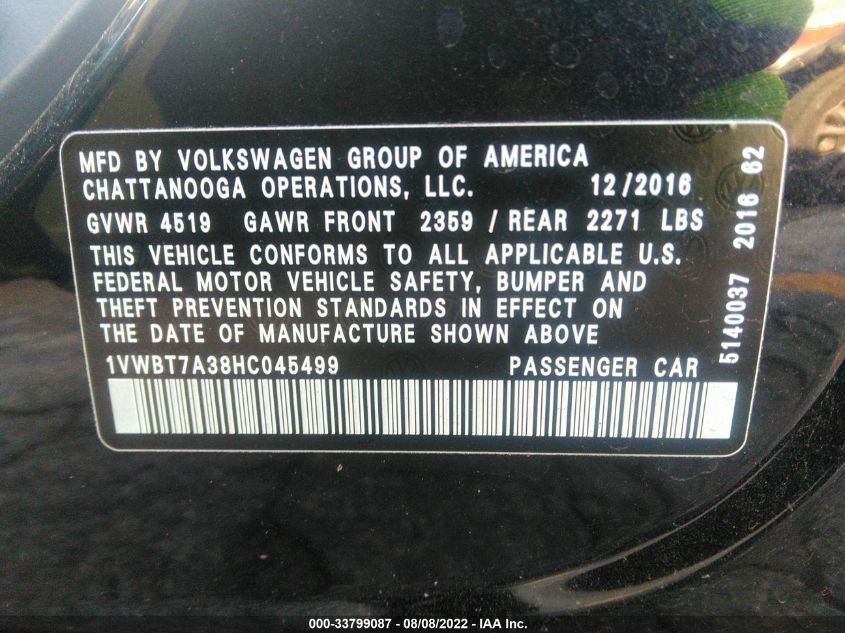 MFD BY VOLKSWAGEN GROUP OF AMERICA
CHATTANOOGA OPERATIONS, LLC. 12/2016
GVWR 4519 GAWR FRONT 2359 / REAR 2271 LBS
THIS VEHICLE CONFORMS TO ALL APPLICABLE U.S.
FEDERAL MOTOR VEHICLE SAFETY, BUMPER AND
THEFT PREVENTION STANDARDS IN EFFECT ON
THE DATE OF MANUFACTURE SHOWN ABOVE
1VWBT7A38HC045499 PASSENGER CAR
5140037 2016 62
000-33799087 - 08/08/2022 - IAA Inc.